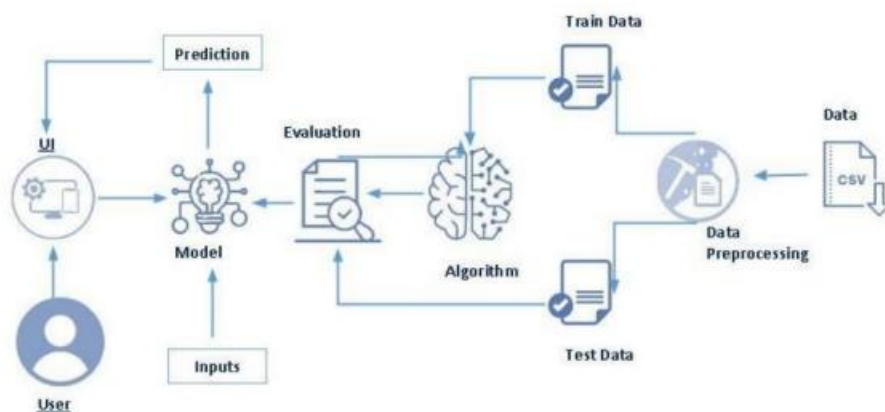 Train Data
Prediction
Data
Evaluation
UI
CSV
Model
Algorithm
Data
Preprocessing
Inputs
Test Data
User